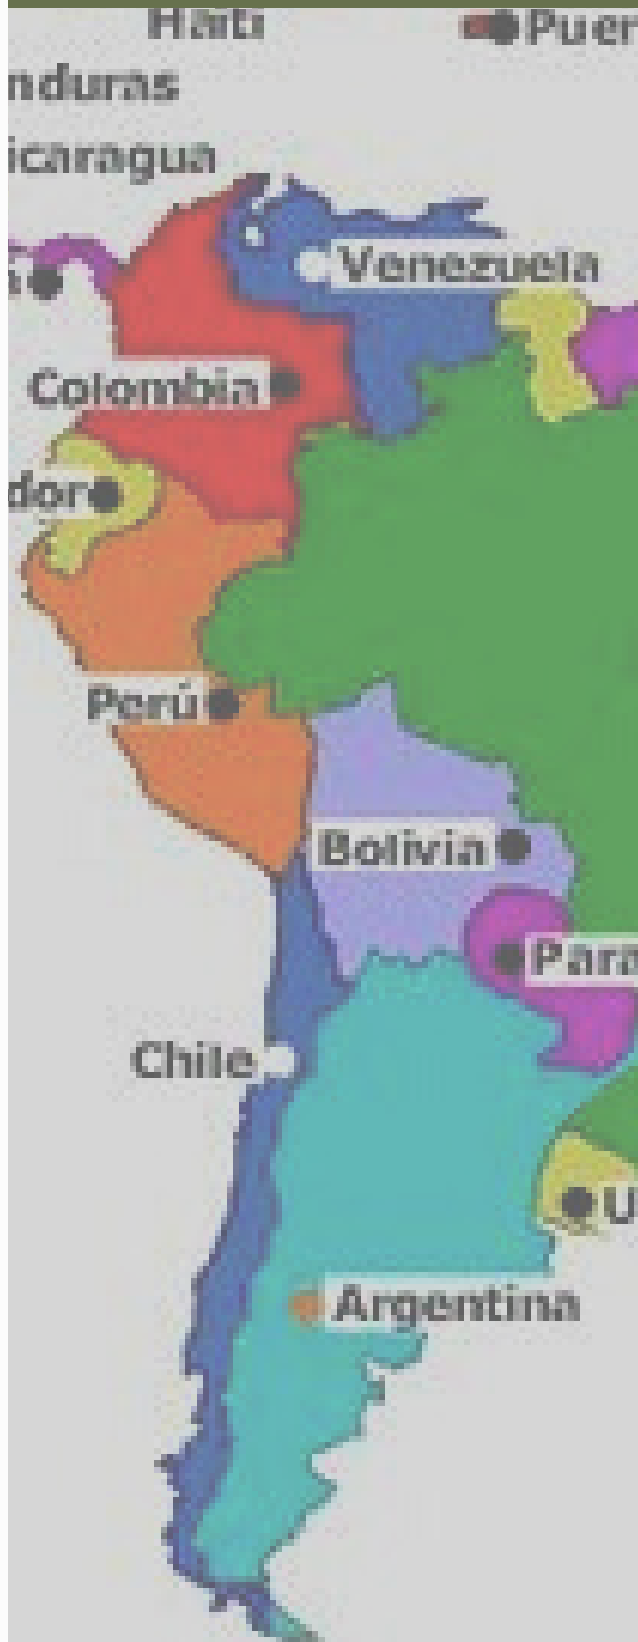 Haiti
Puer
nduras
icaragua
Venezuela
Colombia
dor
Perú
Bolivia
Para
Chile
U
Argentina